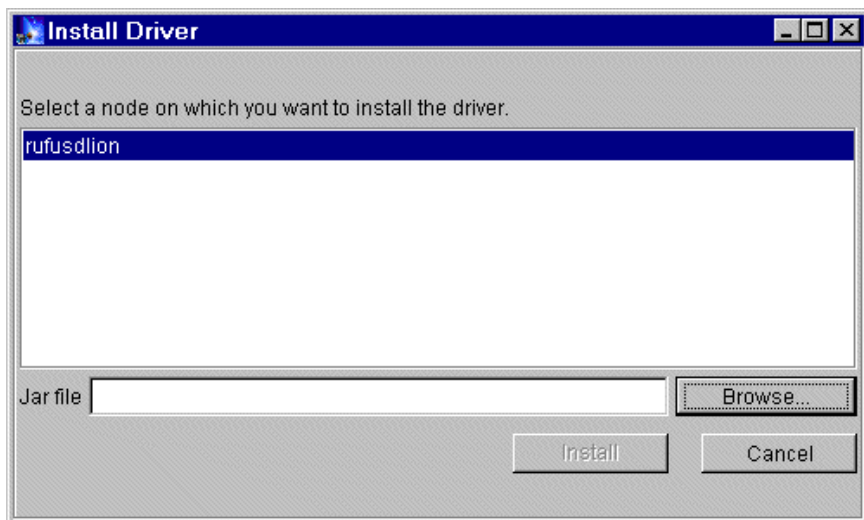 Install Driver
Select a node on which you want to install the driver.
rufusdlion
Jar file Browse...
Install Cancel